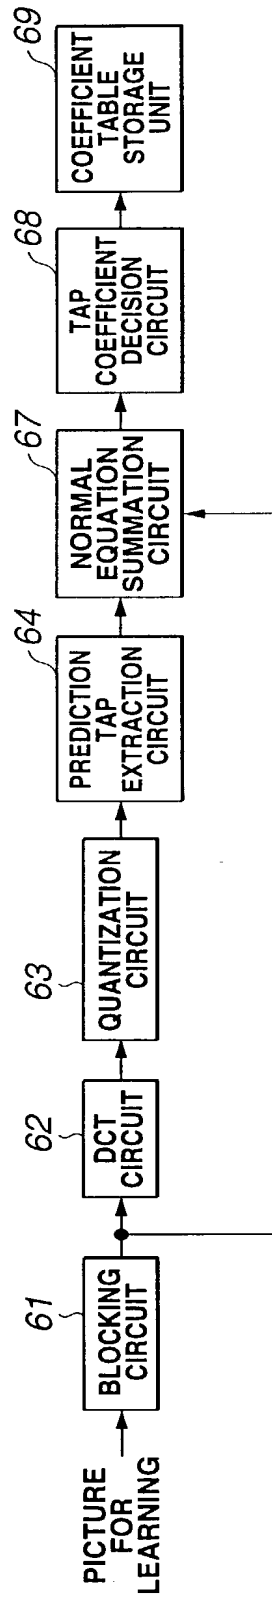 PICTURE
FOR
LEARNING
61
BLOCKING
CIRCUIT
62
DCT
CIRCUIT
63
QUANTIZATION
CIRCUIT
64
PREDICTION
TAP
EXTRACTION
CIRCUIT
67
NORMAL
EQUATION
SUMMATION
CIRCUIT
68
TAP
COEFFICIENT
DECISION
CIRCUIT
69
COEFFICIENT
TABLE
STORAGE
UNIT